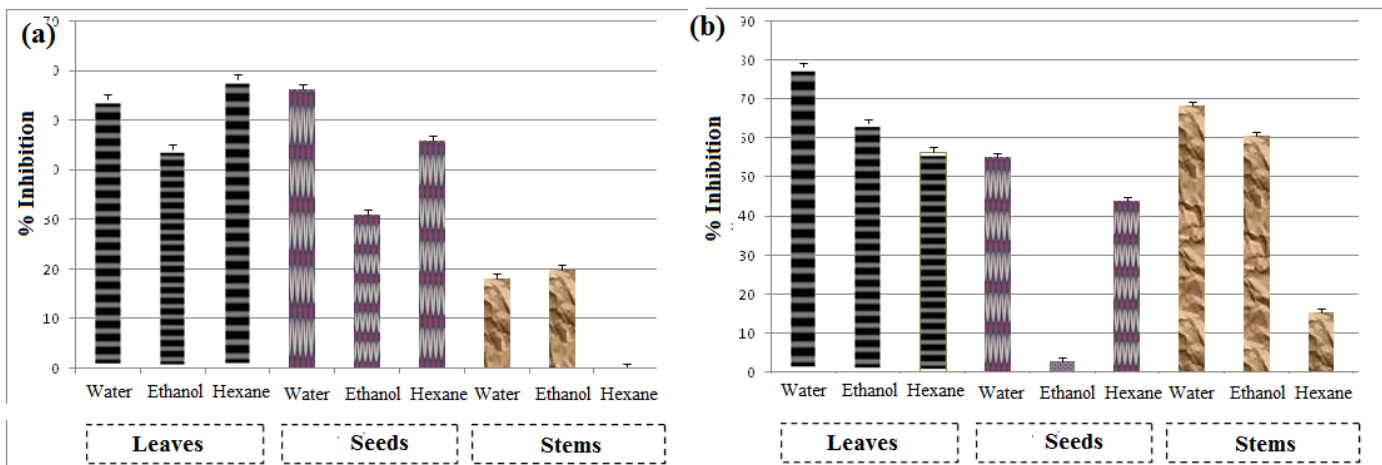 (a)
70
% Inhibition
20
10
0
Water Ethanol Hexane Water Ethanol Hexane Water Ethanol Hexane
Leaves Seeds Stems
(b)
90
80
70
60
50
40
30
20
10
0
% Inhibition
Water Ethanol Hexane Water Ethanol Hexane Water Ethanol Hexane
Leaves Seeds Stems